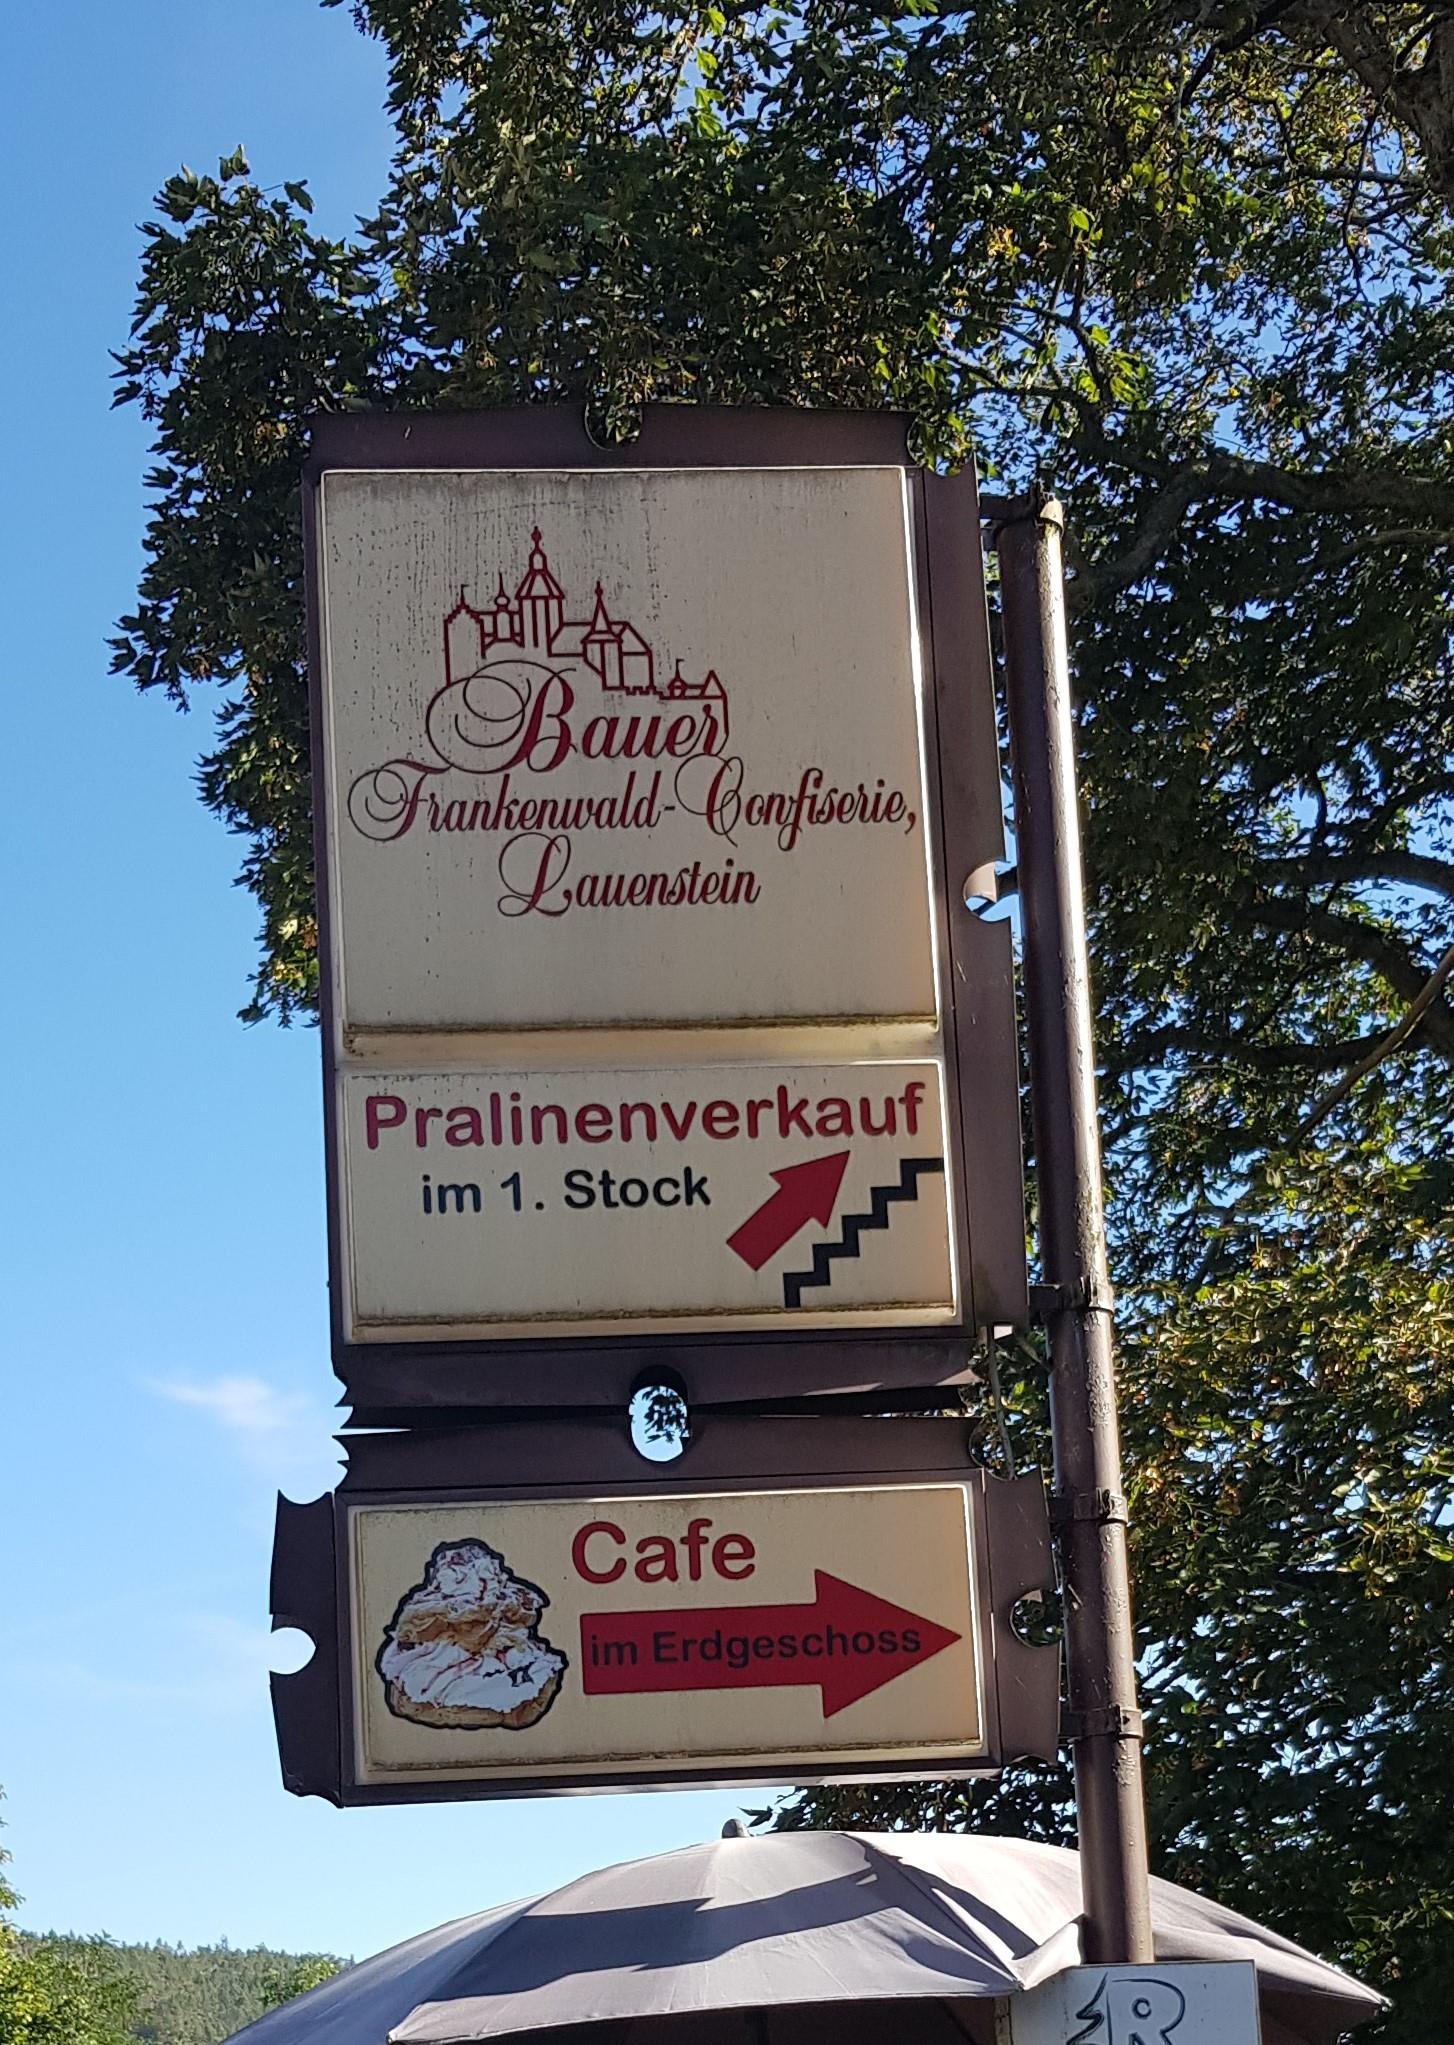 Bauer
Frankenwald-Confiserie,
Lauenstein
Pralinenverkauf
im 1. Stock
Cafe
im Erdgeschoss
R